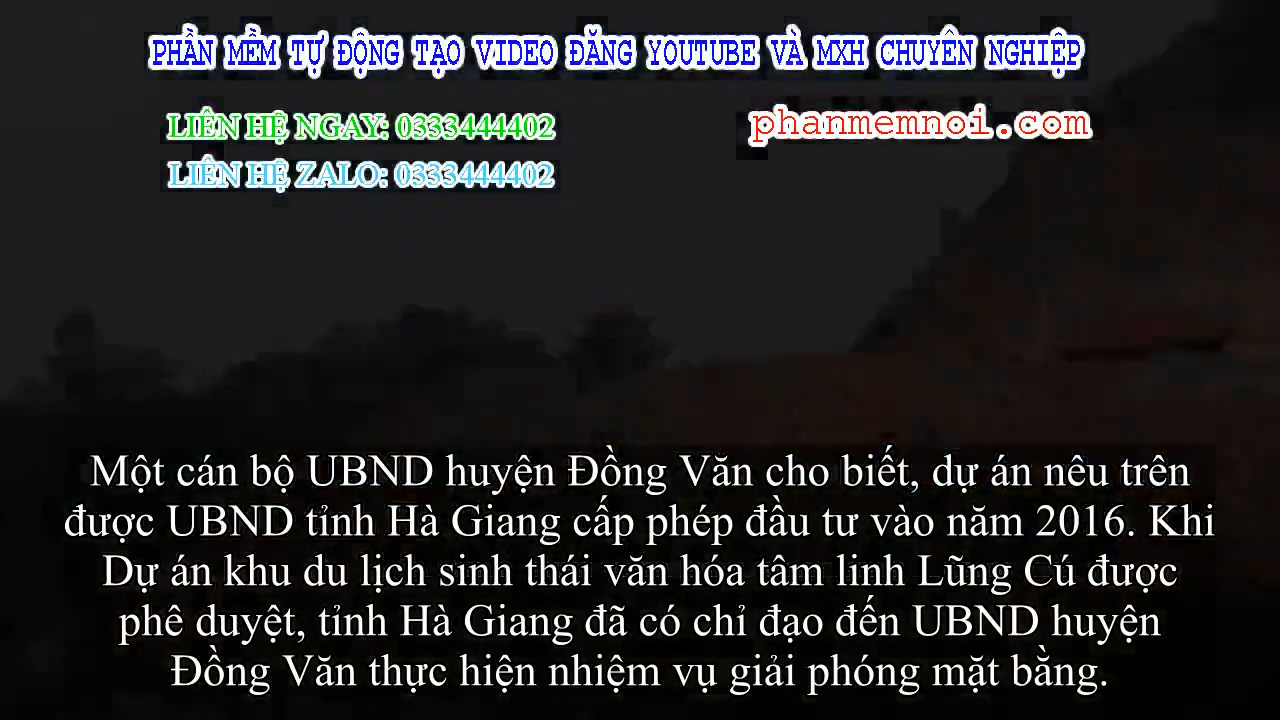 PHẦN MỀM TỰ ĐỘNG TẠO VIDEO ĐĂNG YOUTUBE VÀ MXH CHUYÊN NGHIỆP
LIÊN HỆ NGAY: 0333444402
phanmemnoi.com
LIÊN HỆ ZALO: 0333444402
Một cán bộ UBND huyện Đồng Văn cho biết, dự án nêu trên
được UBND tỉnh Hà Giang cấp phép đầu tư vào năm 2016. Khi
Dự án khu du lịch sinh thái văn hóa tâm linh Lũng Cú được
phê duyệt, tỉnh Hà Giang đã có chỉ đạo đến UBND huyện
Đồng Văn thực hiện nhiệm vụ giải phóng mặt bằng.